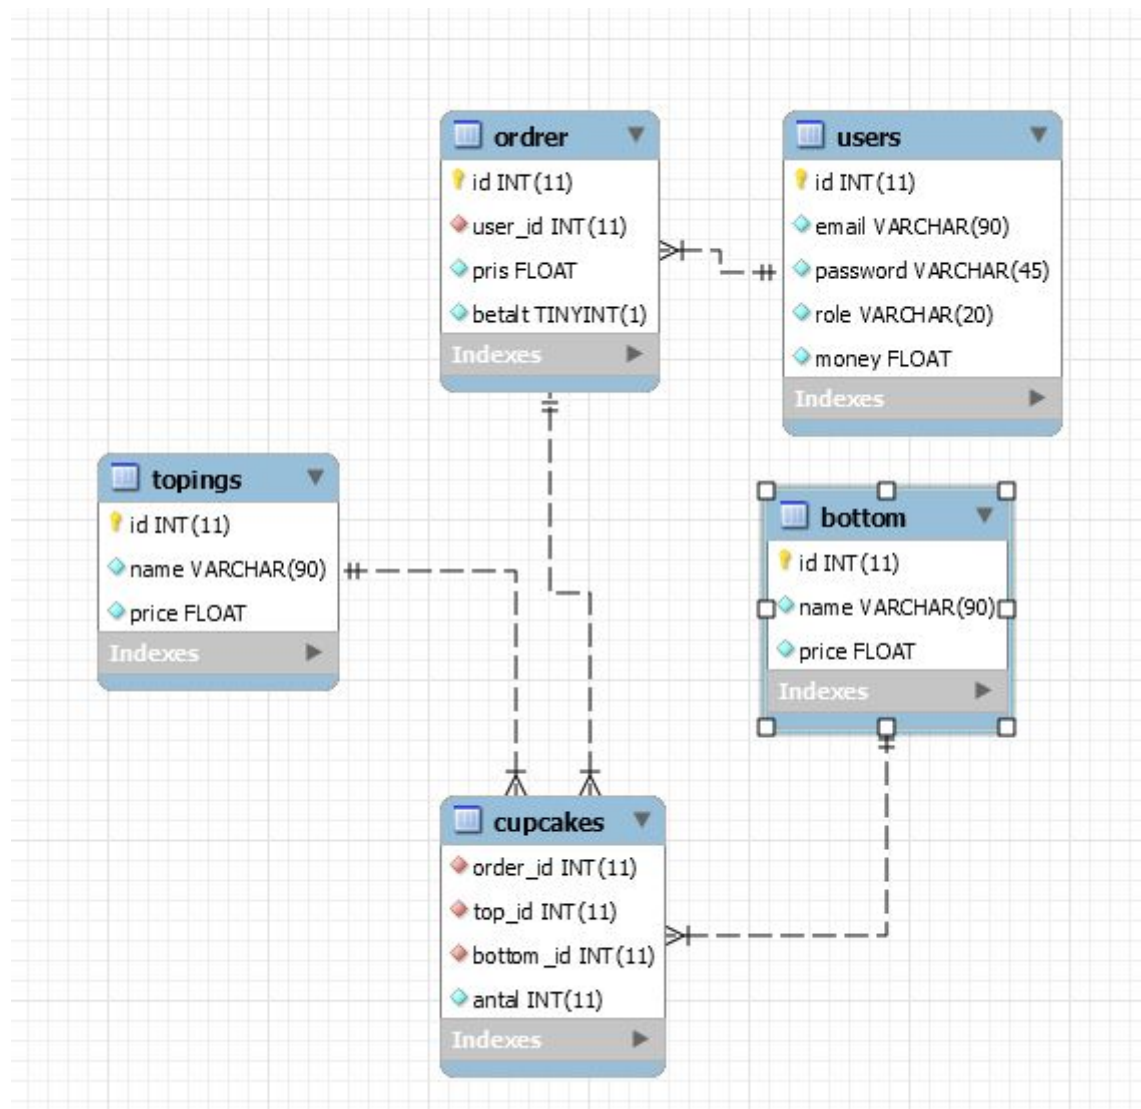 ordrer
id INT(11)
user_id INT(11)
pris FLOAT
betalt TINYINT(1)
Indexes
users
id INT(11)
email VARCHAR(90)
password VARCHAR(45)
role VARCHAR(20)
money FLOAT
Indexes
topings
id INT(11)
name VARCHAR(90)
price FLOAT
Indexes
bottom
id INT(11)
name VARCHAR(90)
price FLOAT
Indexes
cupcakes
order_id INT(11)
top_id INT(11)
bottom_id INT(11)
antal INT(11)
Indexes